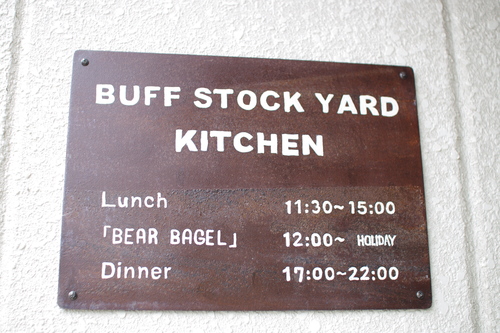 BUFF STOCK YARD
KITCHEN
Lunch 11:30~15:00
「BEAR BAGEL」 12:00~ HOLIDAY
Dinner 17:00~22:00